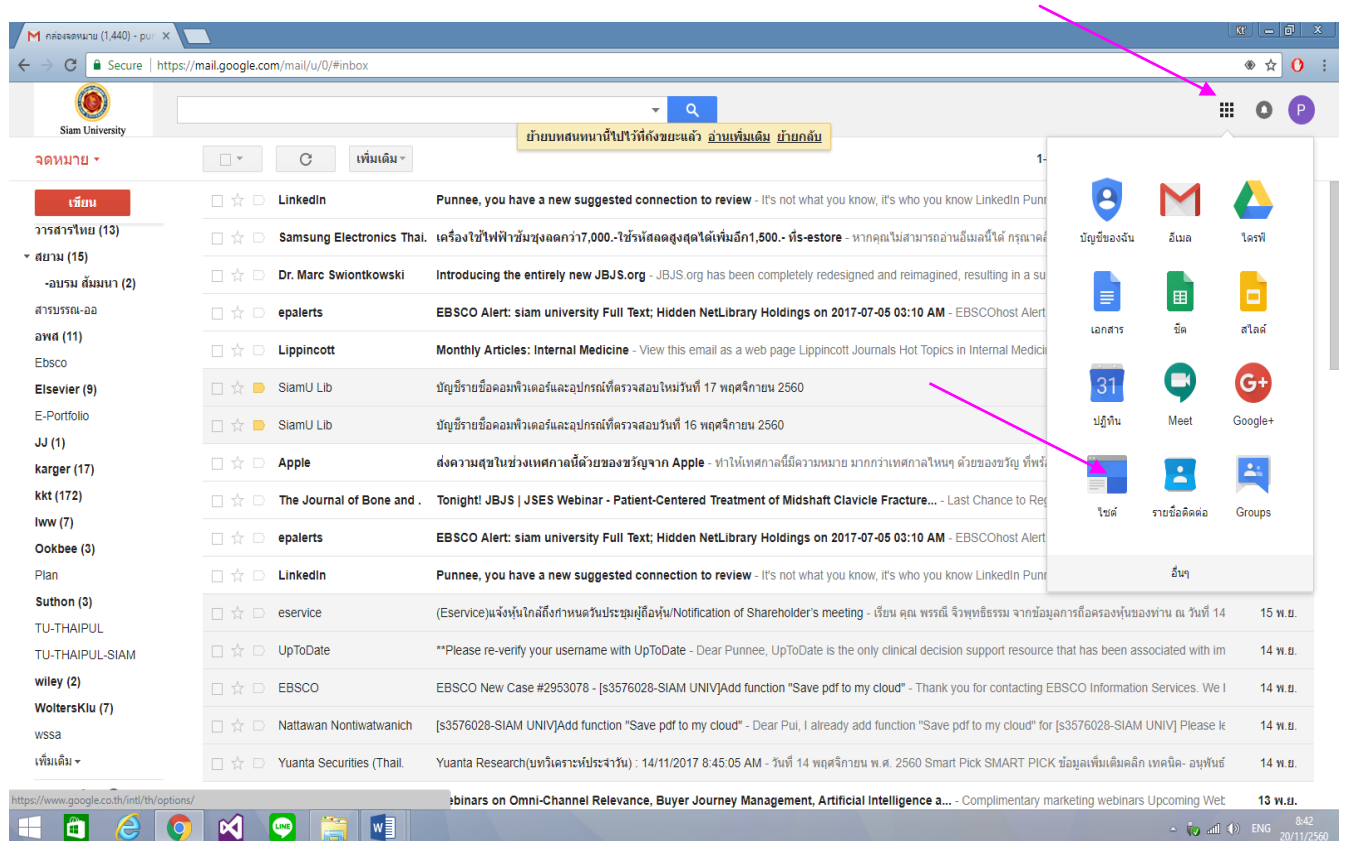 กล่องจดหมาย (1,440) - pun
Kt'
Secure | https://mail.google.com/mail/u/0/#inbox
Siam University
P
ย้ายบทสนทนานี้ไปไว้ที่ถังขยะแล้ว อ่านเพิ่มเติม ย้ายกลับ
จดหมาย
เพิ่มเติม
1-
เขียน
วารสารไทย (13)
สยาม (15)
-อบรม สัมมนา (2)
สารบรรณ-ออ
อพส (11)
Ebsco
Elsevier (9)
E-Portfolio
JJ (1)
karger (17)
kkt (172)
lww (7)
Ookbee (3)
Plan
Suthon (3)
TU-THAIPUL
TU-THAIPUL-SIAM
wiley (2)
WoltersKlu (7)
wssa
เพิ่มเติม
LinkedIn Punnee, you have a new suggested connection to review - It's not what you know, it's who you know LinkedIn Punn
Samsung Electronics Thai. เครื่องใช้ไฟฟ้าซัมซุงลดกว่า7,000.-ใช้รหัสลดสูงสุดได้เพิ่มอีก1,500.- ที่s-estore - หากคุณไม่สามารถอ่านอีเมลนี้ได้ กรุณาคลิ
Dr. Marc Swiontkowski Introducing the entirely new JBJS.org - JBJS.org has been completely redesigned and reimagined, resulting in a su
epalerts EBSCO Alert: siam university Full Text; Hidden NetLibrary Holdings on 2017-07-05 03:10 AM - EBSCOhost Alert
Lippincott Monthly Articles: Internal Medicine - View this email as a web page Lippincott Journals Hot Topics in Internal Medici
SiamU Lib บัญชีรายชื่อคอมพิวเตอร์และอุปกรณ์ที่ตรวจสอบใหม่วันที่ 17 พฤศจิกายน 2560
SiamU Lib บัญชีรายชื่อคอมพิวเตอร์และอุปกรณ์ที่ตรวจสอบวันที่ 16 พฤศจิกายน 2560
Apple ส่งความสุขในช่วงเทศกาลนี้ด้วยของขวัญจาก Apple - ทำให้เทศกาลนี้มีความหมาย มากกว่าเทศกาลไหนๆ ด้วยของขวัญ ที่พร้
The Journal of Bone and . Tonight! JBJS | JSES Webinar - Patient-Centered Treatment of Midshaft Clavicle Fracture... - Last Chance to Reg
epalerts EBSCO Alert: siam university Full Text; Hidden NetLibrary Holdings on 2017-07-05 03:10 AM - EBSCOhost Alert
LinkedIn Punnee, you have a new suggested connection to review - It's not what you know, it's who you know LinkedIn Punn
eservice (Eservice)แจ้งหุ้นใกล้ถึงกำหนดวันประชุมผู้ถือหุ้น/Notification of Shareholder's meeting - เรียน คุณ พรรณี จิวพุทธิธรรม จากข้อมูลการถือครองหุ้นของท่าน ณ วันที่ 14 15 พ.ย.
UpToDate **Please re-verify your username with UpToDate - Dear Punnee, UpToDate is the only clinical decision support resource that has been associated with im 14 พ.ย.
EBSCO EBSCO New Case #2953078 - [s3576028-SIAM UNIV]Add function "Save pdf to my cloud" - Thank you for contacting EBSCO Information Services. We l 14 พ.ย.
Nattawan Nontiwatwanich [s3576028-SIAM UNIV]Add function "Save pdf to my cloud" - Dear Pui, I already add function "Save pdf to my cloud" for [s3576028-SIAM UNIV] Please le 14 พ.ย.
Yuanta Securities (Thail. Yuanta Research(บทวิเคราะห์ประจำวัน) : 14/11/2017 8:45:05 AM - วันที่ 14 พฤศจิกายน พ.ศ. 2560 Smart Pick SMART PICK ข้อมูลเพิ่มเติมคลิก เทคนิค- อนุพันธ์ 14 พ.ย.
ebinars on Omni-Channel Relevance, Buyer Journey Management, Artificial Intelligence a... - Complimentary marketing webinars Upcoming Web 13 พ.ย.
บัญชีของฉัน อีเมล ไดรฟ์
เอกสาร ชีต สไลด์
31
G+
ปฏิทิน Meet Google+
ไซต์ รายชื่อติดต่อ Groups
อื่นๆ
https://www.google.co.th/intl/th/options/
LINE
ENG
8:42
20/11/2560